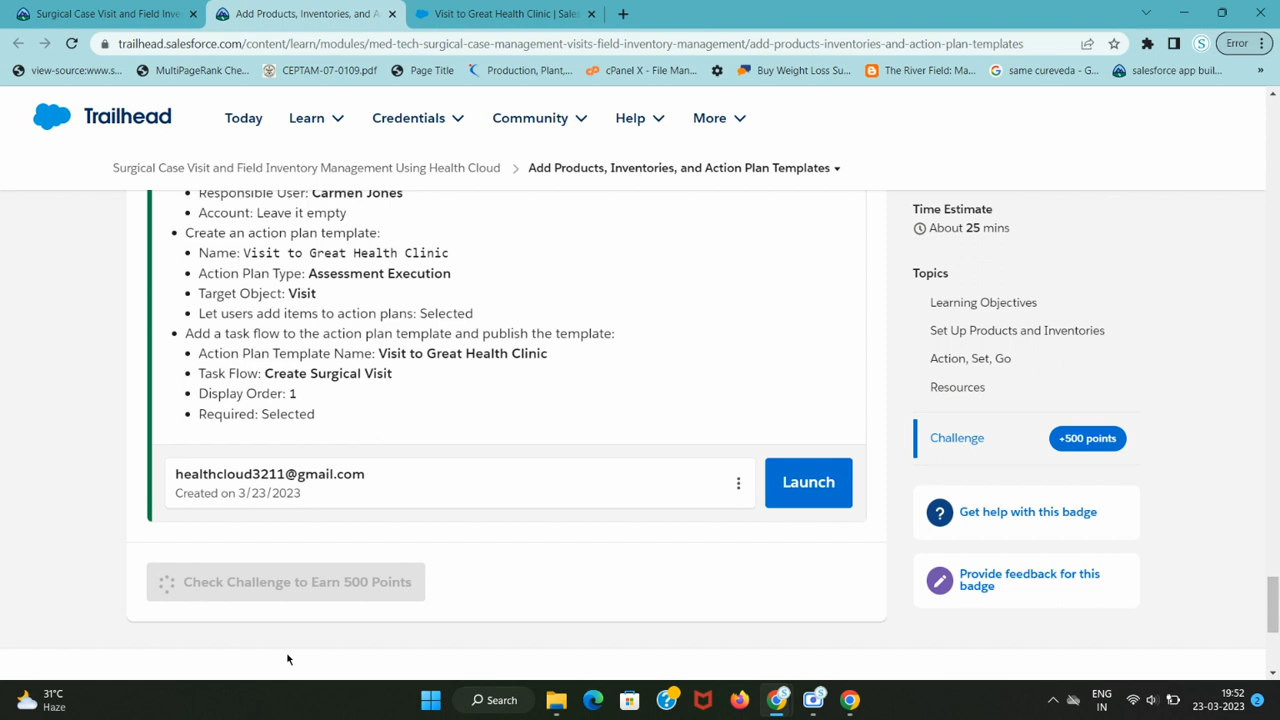 Surgical Case Visit and Field Inve
Add Products, Inventories, and A
Visit to Great Health Clinic | Sales
trailhead.salesforce.com/content/learn/modules/med-tech-surgical-case-management-visits-field-inventory-management/add-products-inventories-and-action-plan-templates
Error
view-source:www.s...
MultiPageRank Che...
CEPTAM-07-0109.pdf
Page Title
Production, Plant,...
cPanel X - File Man...
Buy Weight Loss Su...
The River Field: Ma...
same cureveda - G...
salesforce app buil...
»
Trailhead
Today
Learn
Credentials
Community
Help
More
Surgical Case Visit and Field Inventory Management Using Health Cloud
Add Products, Inventories, and Action Plan Templates
Responsible User: Carmen Jones
Account: Leave it empty
Create an action plan template:
Name: Visit to Great Health Clinic
Action Plan Type: Assessment Execution
Target Object: Visit
Let users add items to action plans: Selected
Add a task flow to the action plan template and publish the template:
Action Plan Template Name: Visit to Great Health Clinic
Task Flow: Create Surgical Visit
Display Order: 1
Required: Selected
healthcloud3211@gmail.com
Created on 3/23/2023
Launch
Check Challenge to Earn 500 Points
Time Estimate
About 25 mins
Topics
Learning Objectives
Set Up Products and Inventories
Action, Set, Go
Resources
Challenge
+500 points
Get help with this badge
Provide feedback for this
badge
31°C
Haze
Search
ENG
IN
19:52
23-03-2023
2